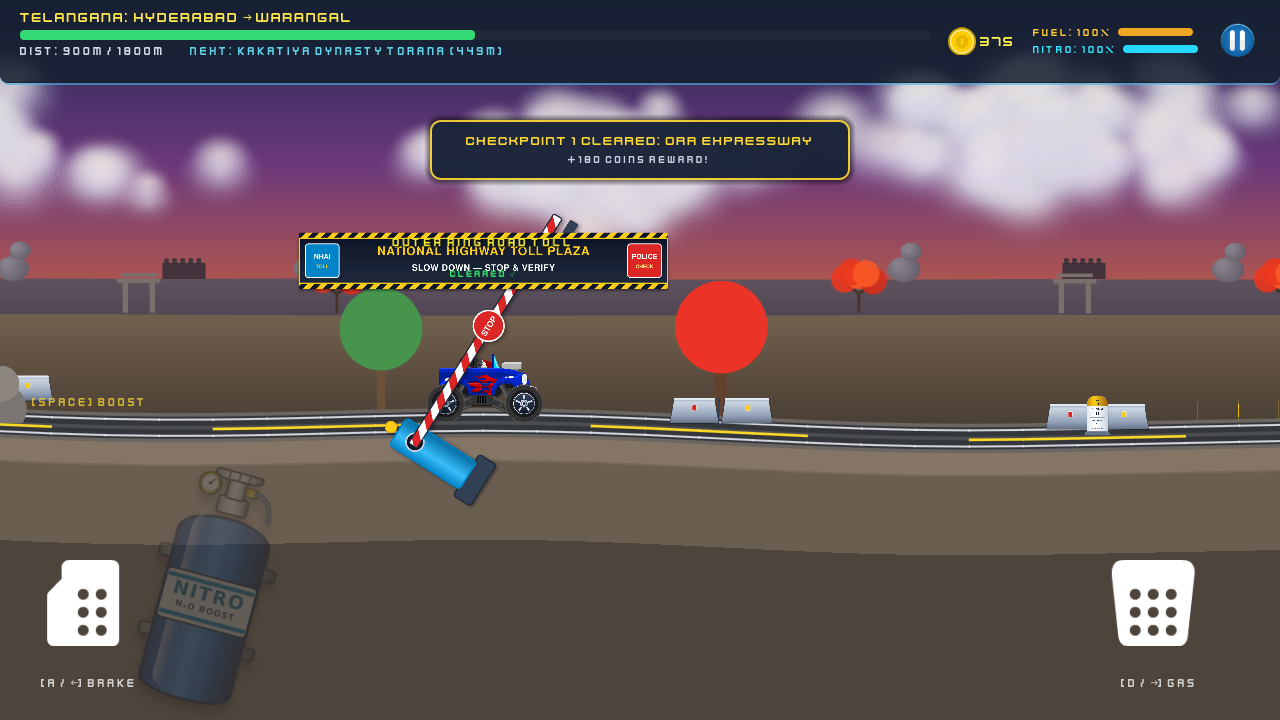 TELANGANA: HYDERABAD → WARANGAL
DIST: 900M / 1800M
NEXT: KAKATIYA DYNASTY TORANA (449M)
375
FUEL: 100%
NITRO: 100%
CHECKPOINT 1 CLEARED: ORR EXPRESSWAY
+180 COINS REWARD!
OUTER RING ROAD TOLL
NHAI
TOLL
NATIONAL HIGHWAY TOLL PLAZA
SLOW DOWN — STOP & VERIFY
CLEARED ✓
POLICE
CHECK
STOP
[SPACE] BOOST
NITRO
N₂O BOOST
[A / ←] BRAKE
[D / →] GAS